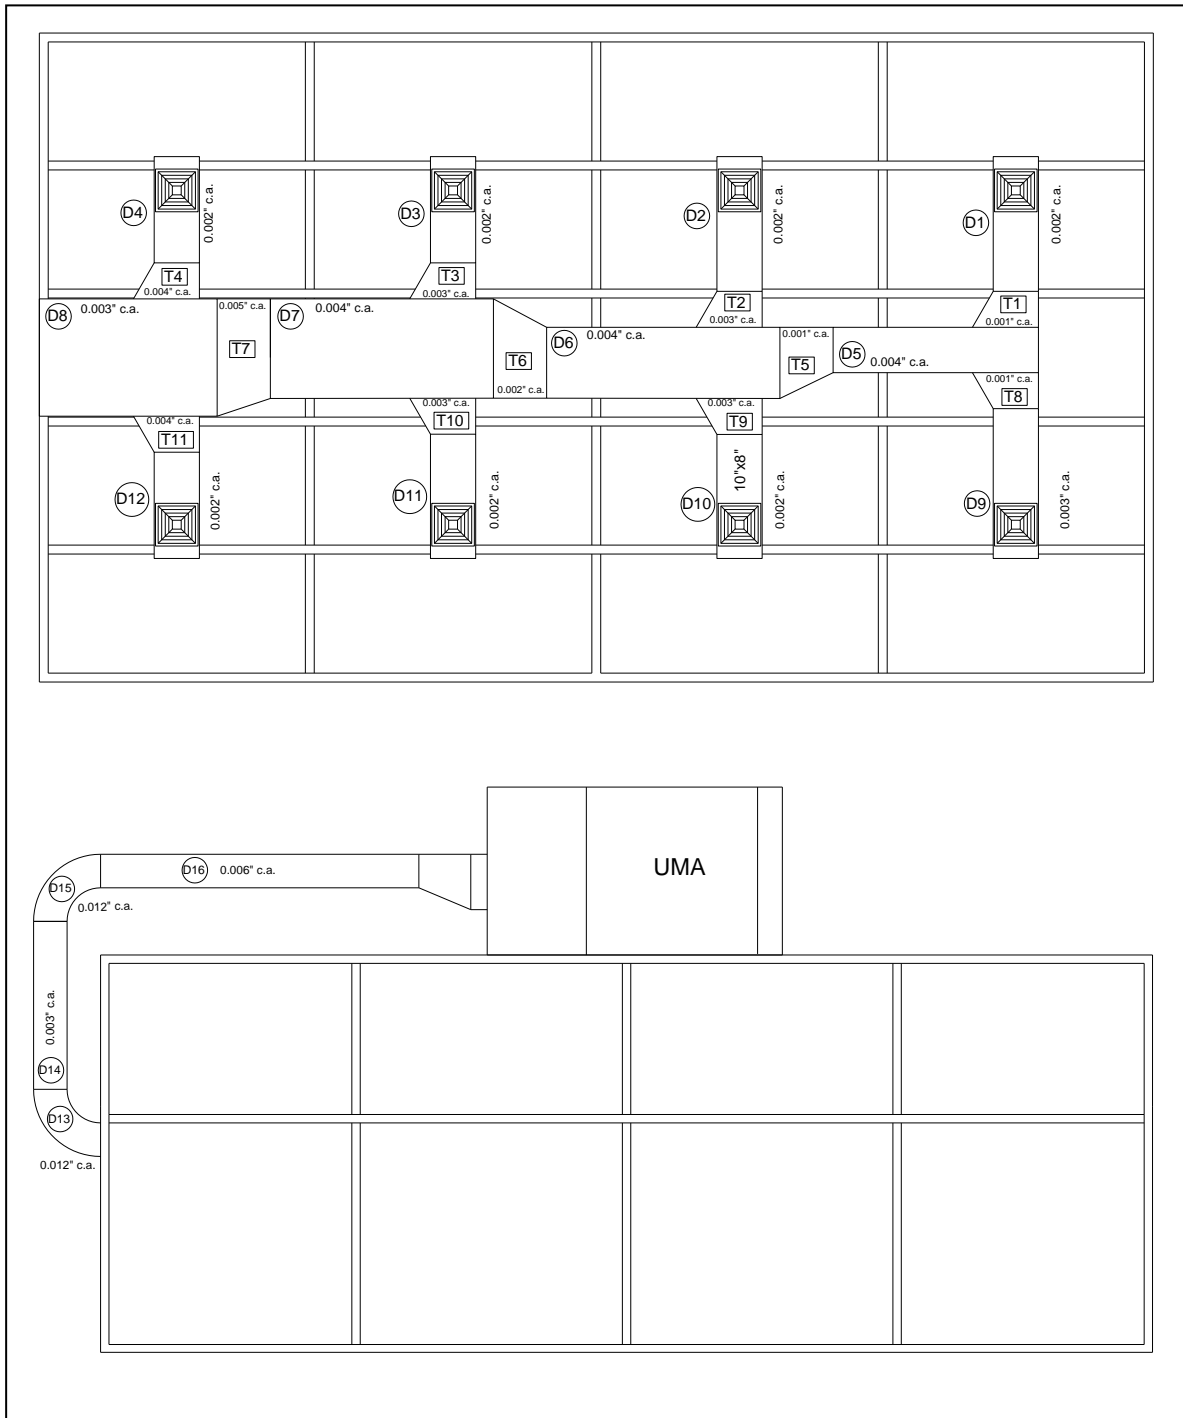 D4
0.002" c.a.
D3
0.002" c.a.
D2
0.002" c.a.
D1
0.002" c.a.
T4
0.004" c.a.
T3
0.003" c.a.
T2
0.003" c.a.
T1
0.001" c.a.
D8
0.003" c.a.
0.005" c.a.
T7
D7
0.004" c.a.
T6
0.002" c.a.
D6
0.004" c.a.
0.001" c.a.
T5
D5
0.004" c.a.
0.004" c.a.
T11
0.003" c.a.
T10
0.003" c.a.
T9
0.001" c.a.
T8
D12
0.002" c.a.
D11
0.002" c.a.
10"x8"
D10
0.002" c.a.
D9
0.003" c.a.
UMA
D16
0.006" c.a.
D15
0.012" c.a.
0.003" c.a.
D14
D13
0.012" c.a.